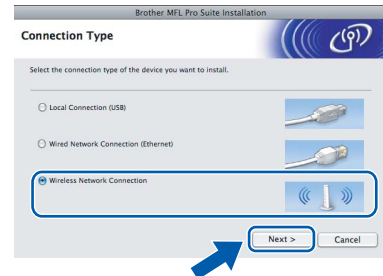 Brother MFL Pro Suite Installation
Connection Type
Select the connection type of the device you want to install.
Local Connection (USB)
Wired Network Connection (Ethernet)
Wireless Network Connection
Next >
Cancel